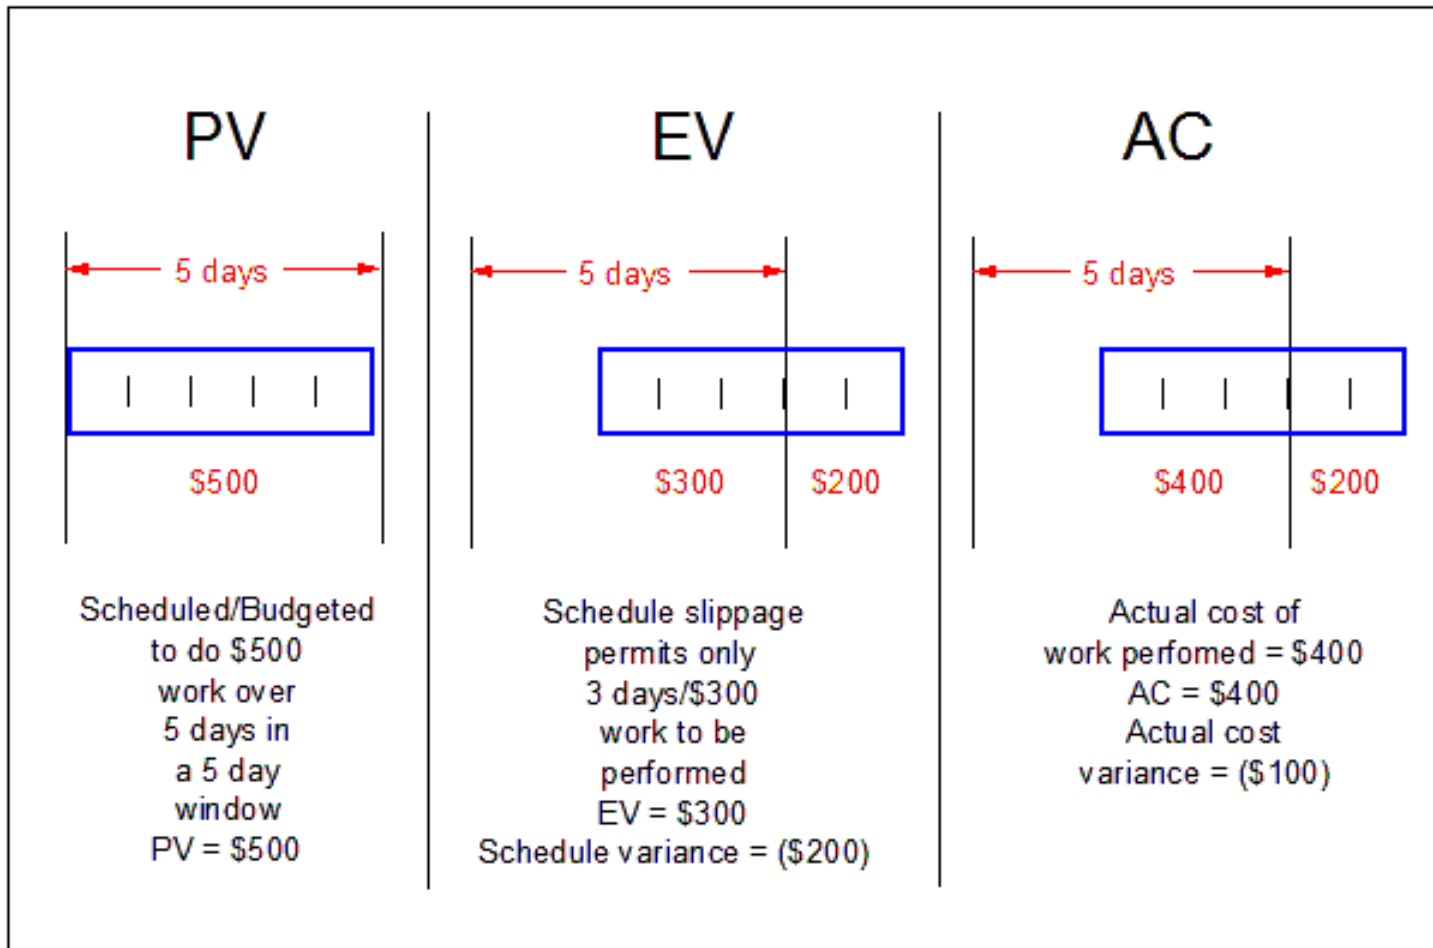 PV
5 days
$500
Scheduled/Budgeted
to do $500
work over
5 days in
a 5 day
window
PV = $500
EV
5 days
$300
$200
Schedule slippage
permits only
3 days/$300
work to be
performed
EV = $300
Schedule variance = ($200)
AC
5 days
$400
$200
Actual cost of
work perfomed = $400
AC = $400
Actual cost
variance = ($100)